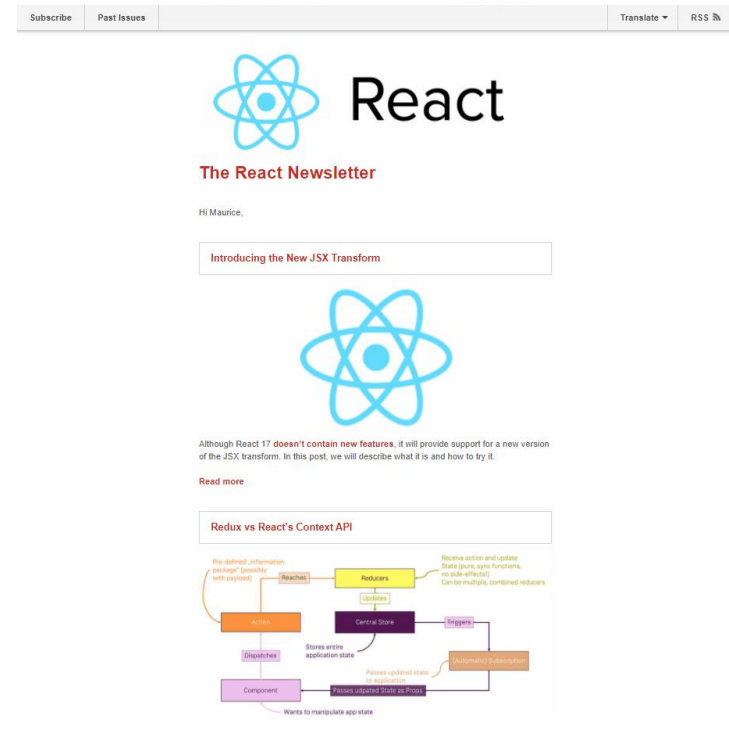 Subscribe
Past Issues
Translate
RSS
React
The React Newsletter
Hi Maurice,
Introducing the New JSX Transform
Although React 17 doesn't contain new features, it will provide support for a new version
of the JSX transform. In this post, we will describe what it is and how to try it.
Read more
Redux vs React's Context API
Pre-defined „information
package" (possibly
with payload)
Reaches
Reducers
Receive action and update
State (pure, sync functions,
no side-effects!)
Can be multiple, combined reducers
Updates
Action
Central Store
Triggers
Stores entire
application state
Dispatches
(Automatic) Subscription
Passes updated state
to application
Component
Passes udpated State as Props
Wants to manipulate app state